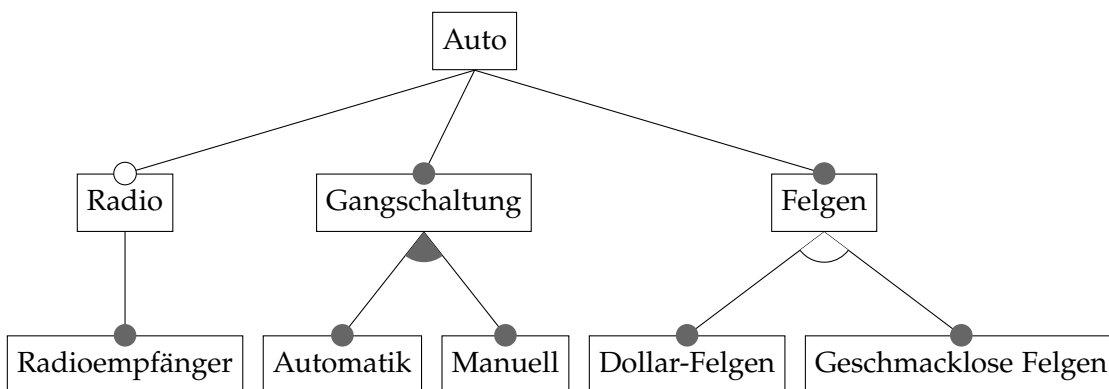 Auto
Radio
Gangschaltung
Felgen
Radioempfänger
Automatik
Manuell
Dollar-Felgen
Geschmacklose Felgen